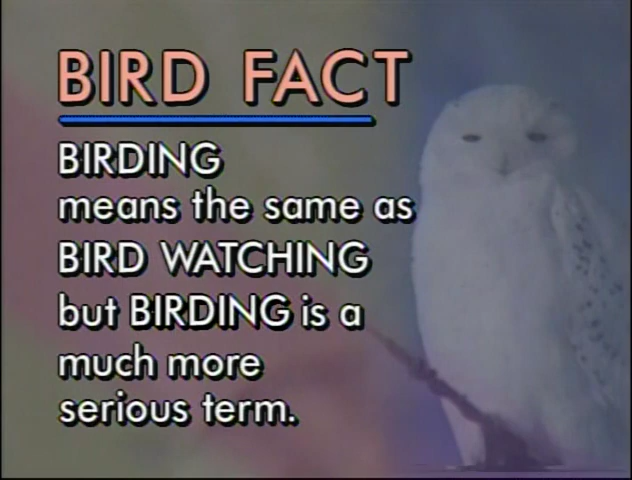 BIRD FACT
BIRDING
means the same as
BIRD WATCHING
but BIRDING is a
much more
serious term.